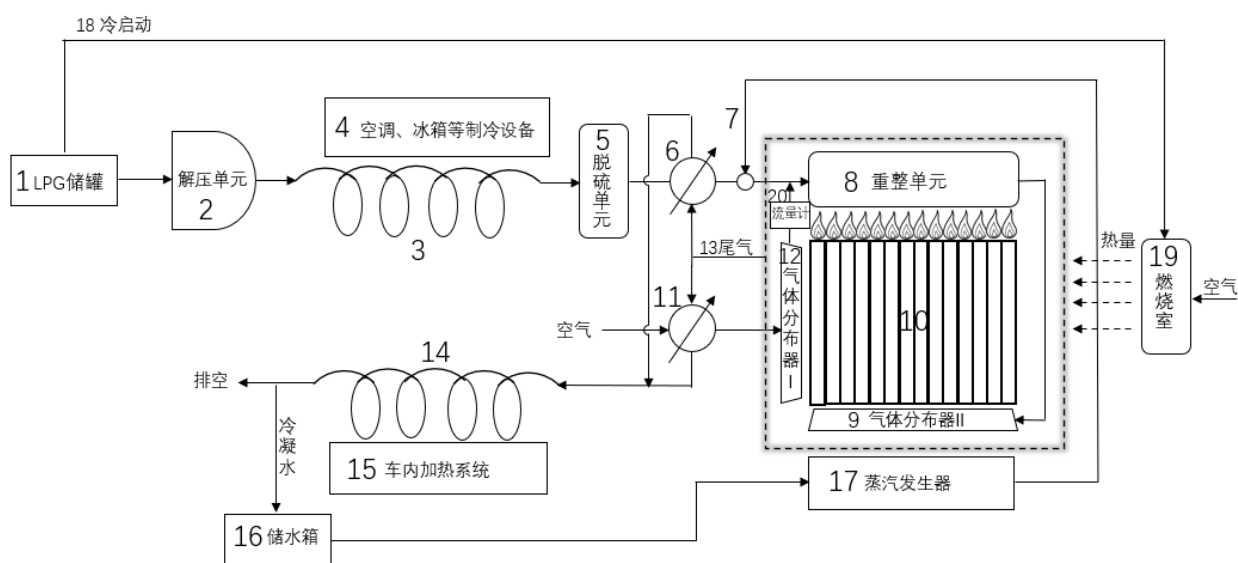 18 冷启动
1 LPG储罐
解压单元
2
3
4 空调、冰箱等制冷设备
5
脱硫单元
6
7
8 重整单元
20
流量计
12
气体分布器I
13尾气
10
9 气体分布器II
热量
19
燃烧室
空气
11
空气
14
排空
冷凝水
15 车内加热系统
16 储水箱
17 蒸汽发生器